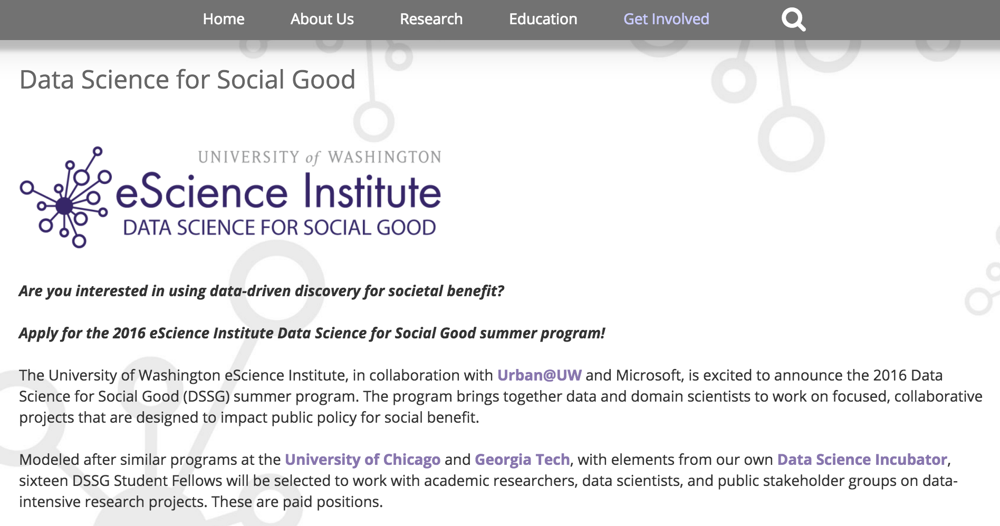 Home About Us Research Education Get Involved
Data Science for Social Good
UNIVERSITY of WASHINGTON
eScience Institute
DATA SCIENCE FOR SOCIAL GOOD
Are you interested in using data-driven discovery for societal benefit?
Apply for the 2016 eScience Institute Data Science for Social Good summer program!
The University of Washington eScience Institute, in collaboration with Urban@UW and Microsoft, is excited to announce the 2016 Data
Science for Social Good (DSSG) summer program. The program brings together data and domain scientists to work on focused, collaborative
projects that are designed to impact public policy for social benefit.
Modeled after similar programs at the University of Chicago and Georgia Tech, with elements from our own Data Science Incubator,
sixteen DSSG Student Fellows will be selected to work with academic researchers, data scientists, and public stakeholder groups on data-
intensive research projects. These are paid positions.